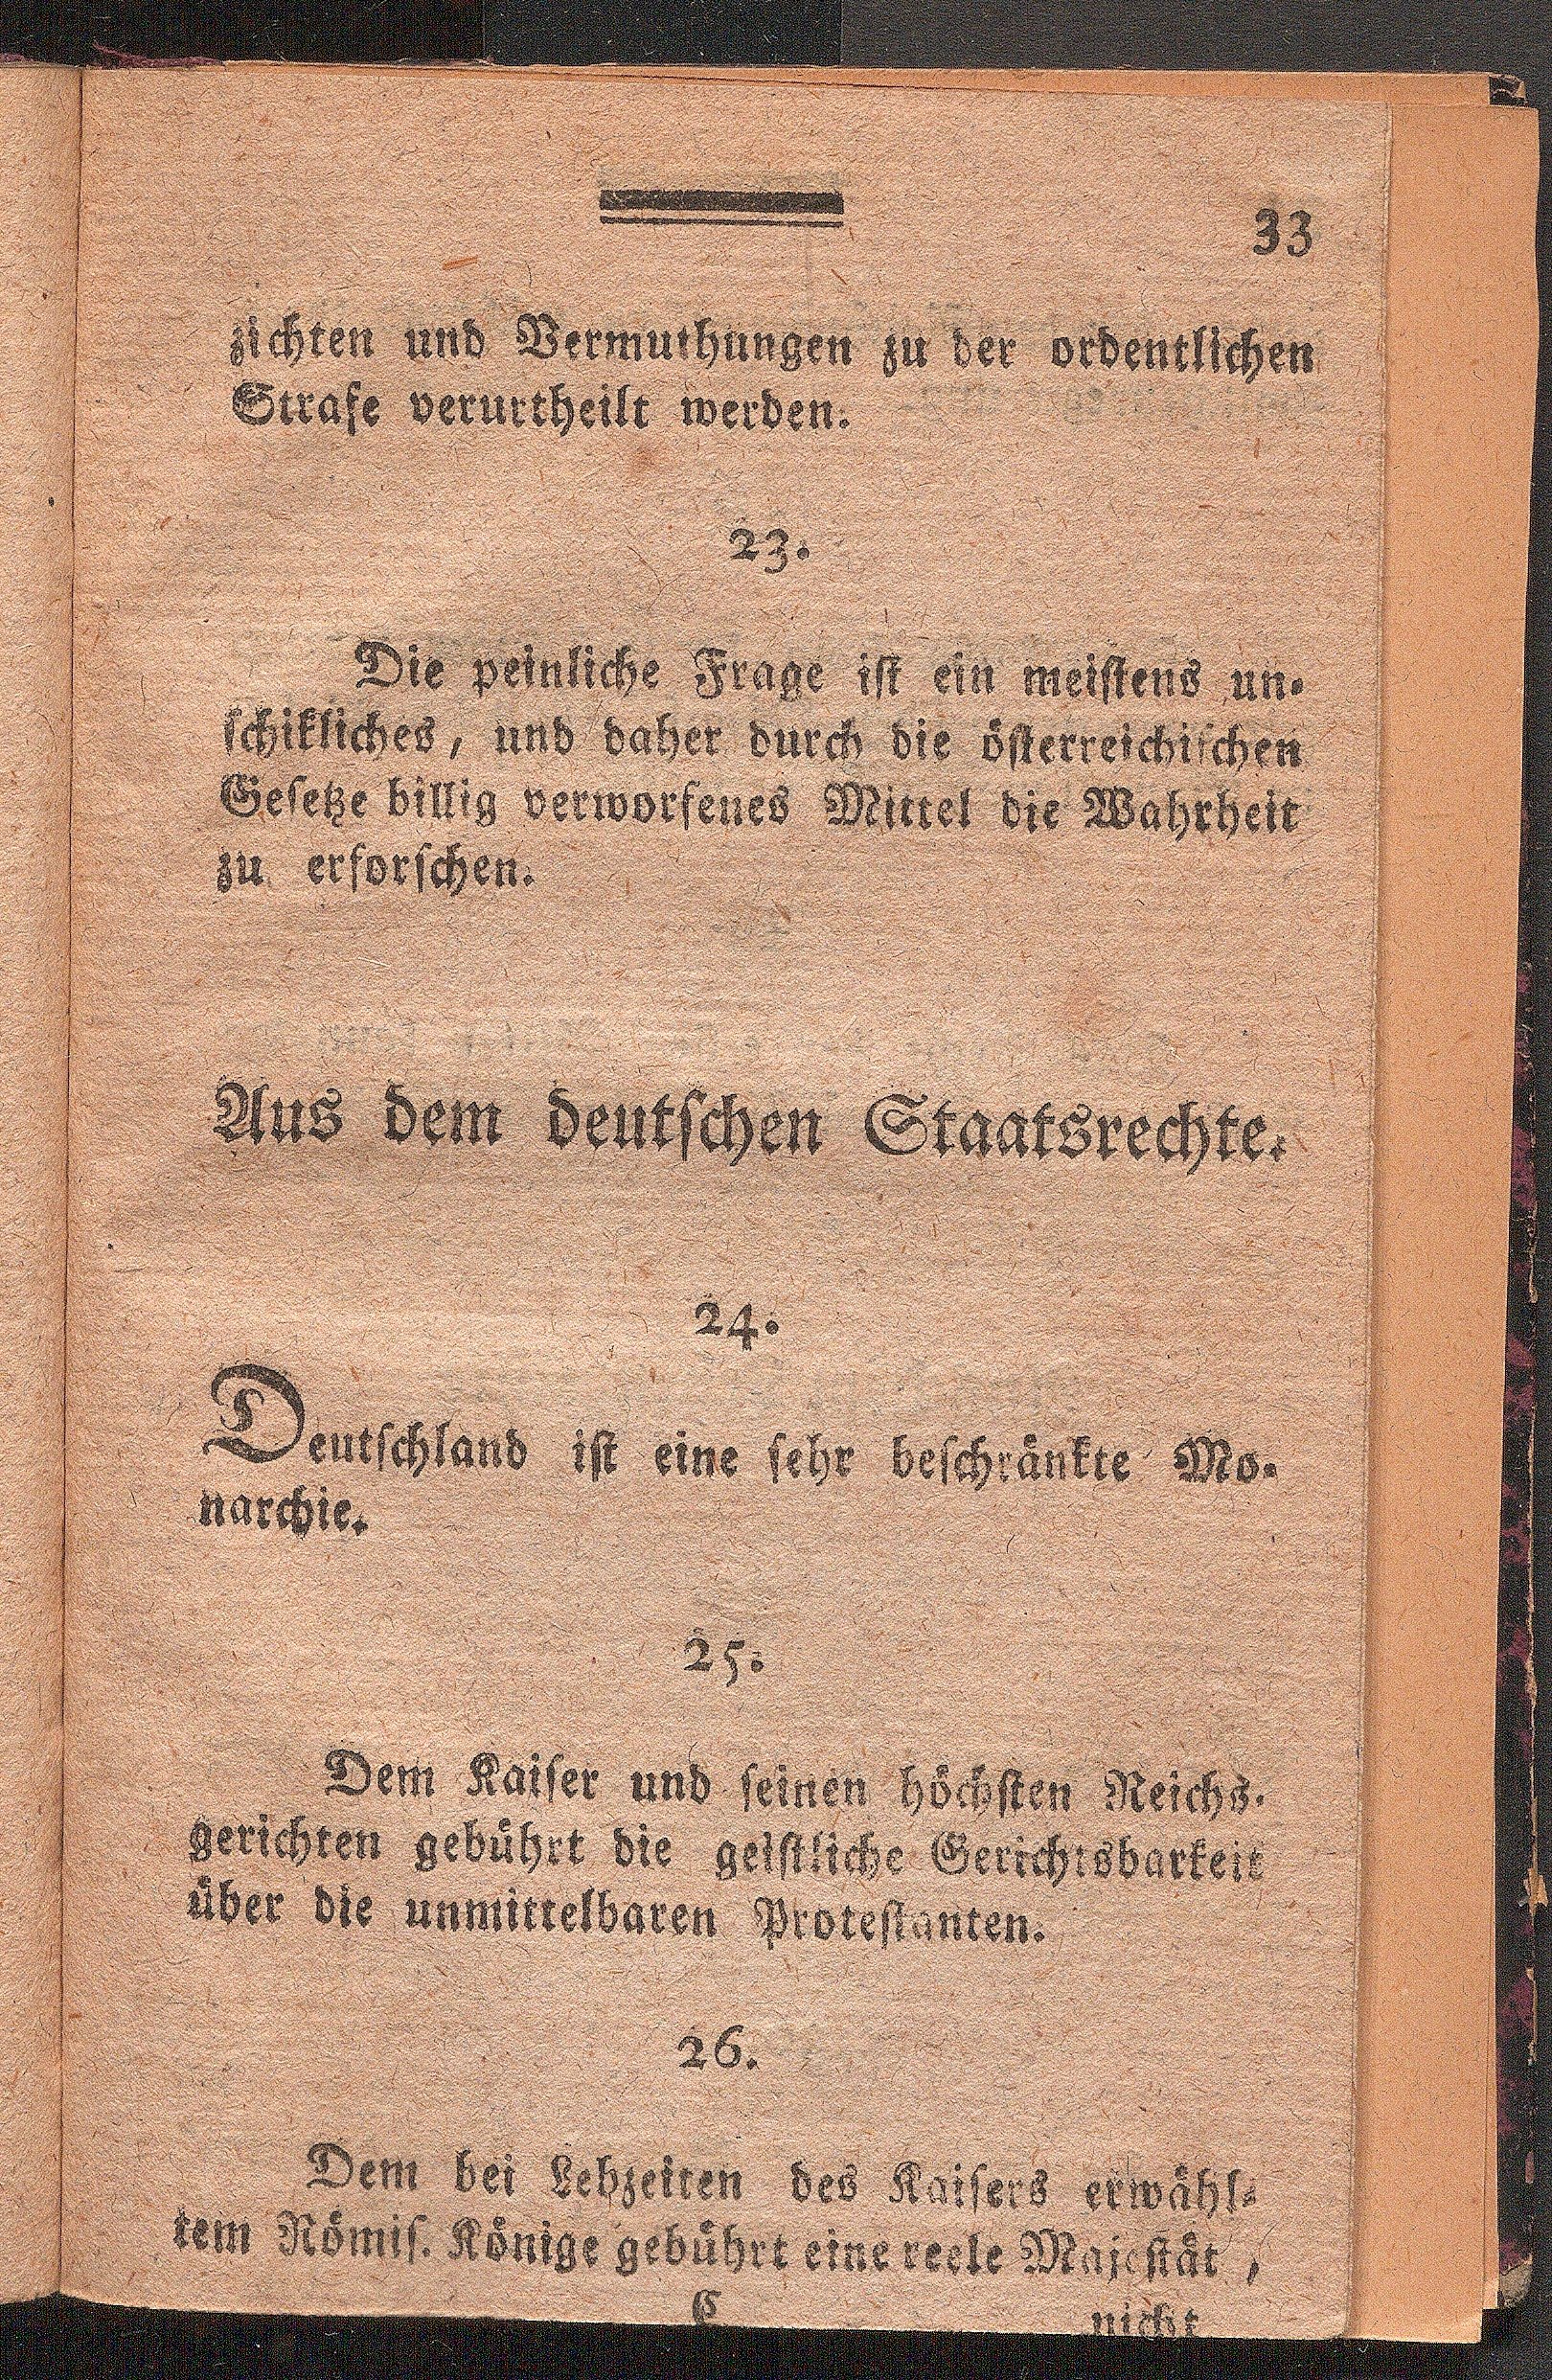 33
zichten und Vermuthungen zu der ordentlichen
Strafe verurtheilt werden.
23.
Die peinliche Frage ist ein meistens un-
schikliches, und daher durch die österreichischen
Gesetze billig verworfenes Mittel die Wahrheit
zu erforschen.
Aus dem deutschen Staatsrechte.
24.
Deutschland ist eine sehr beschränkte Mo-
narchie.
25.
Dem Kaiser und seinen höchsten Reichs-
gerichten gebührt die geistliche Gerichtsbarkeit
über die unmittelbaren Protestanten.
26.
Dem bei Lebzeiten des Kaisers erwähl-
tem Römis. Könige gebührt eine reele Majestät,
C
nicht